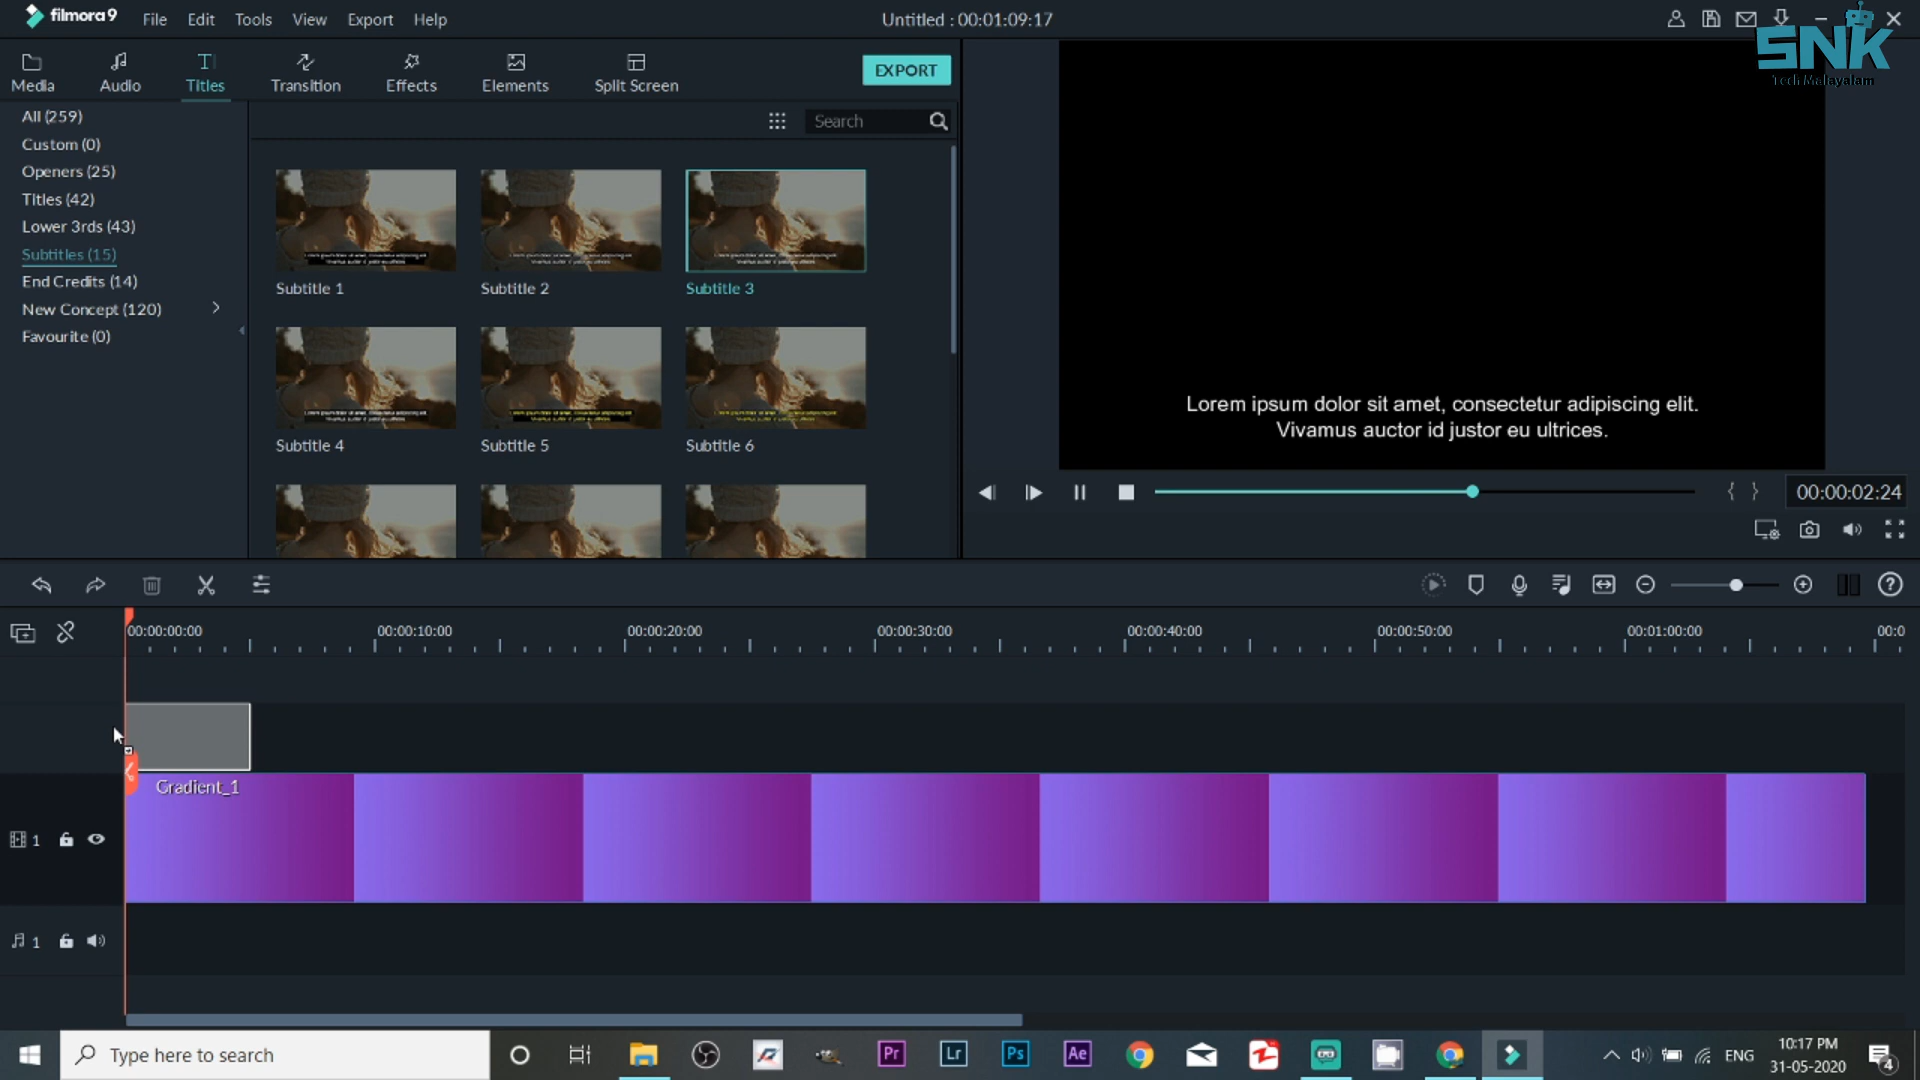 filmora9
File Edit Tools View Export Help
Untitled : 00:01:09:17
SNK
Tech Malayalam
Media Audio Titles Transition Effects Elements Split Screen
EXPORT
All (259)
Custom (0)
Openers (25)
Titles (42)
Lower 3rds (43)
Subtitles (15)
End Credits (14)
New Concept (120)
Favourite (0)
Search
Subtitle 1 Subtitle 2 Subtitle 3
Subtitle 4 Subtitle 5 Subtitle 6
Lorem ipsum dolor sit amet, consectetur adipiscing elit.
Vivamus auctor id justor eu ultrices.
{ } 00:00:02:24
00:00:00:00 00:00:10:00 00:00:20:00 00:00:30:00 00:00:40:00 00:00:50:00 00:01:00:00 00:0
Gradient_1
1
1
Type here to search
Pr Lr Ps Ae
ENG
10:17 PM
31-05-2020
4